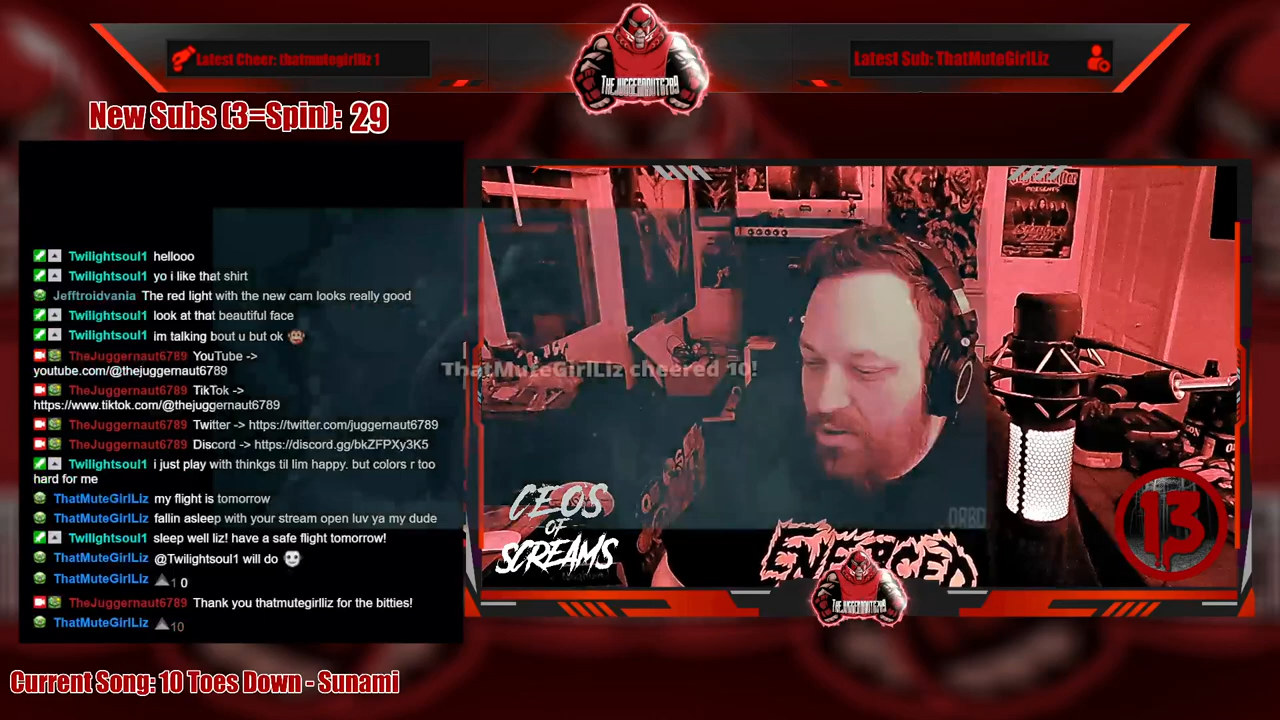 Latest Cheer: thatmutegirlliz 1
THEJUGGERNAUT6789
Latest Sub: ThatMuteGirlLiz
New Subs (3=Spin): 29
Twilightsoul1 hellooo
Twilightsoul1 yo i like that shirt
Jefftroidvania The red light with the new cam looks really good
Twilightsoul1 look at that beautiful face
Twilightsoul1 im talking bout u but ok
TheJuggernaut6789 YouTube ->
youtube.com/@thejuggernaut6789
TheJuggernaut6789 TikTok ->
https://www.tiktok.com/@thejuggernaut6789
TheJuggernaut6789 Twitter -> https://twitter.com/juggernaut6789
TheJuggernaut6789 Discord -> https://discord.gg/bkZFPXy3K5
Twilightsoul1 i just play with thinkgs til lim happy. but colors r too
hard for me
ThatMuteGirlLiz my flight is tomorrow
ThatMuteGirlLiz fallin asleep with your stream open luv ya my dude
Twilightsoul1 sleep well liz! have a safe flight tomorrow!
ThatMuteGirlLiz @Twilightsoul1 will do
ThatMuteGirlLiz 1 0
TheJuggernaut6789 Thank you thatmutegirlliz for the bitties!
ThatMuteGirlLiz 10
ThatMuteGirlLiz cheered 10!
PRESENTS
CEOS
OF
SCREAMS
ENFORCED
THEJUGGERNAUT6789
13
Current Song: 10 Toes Down - Sunami